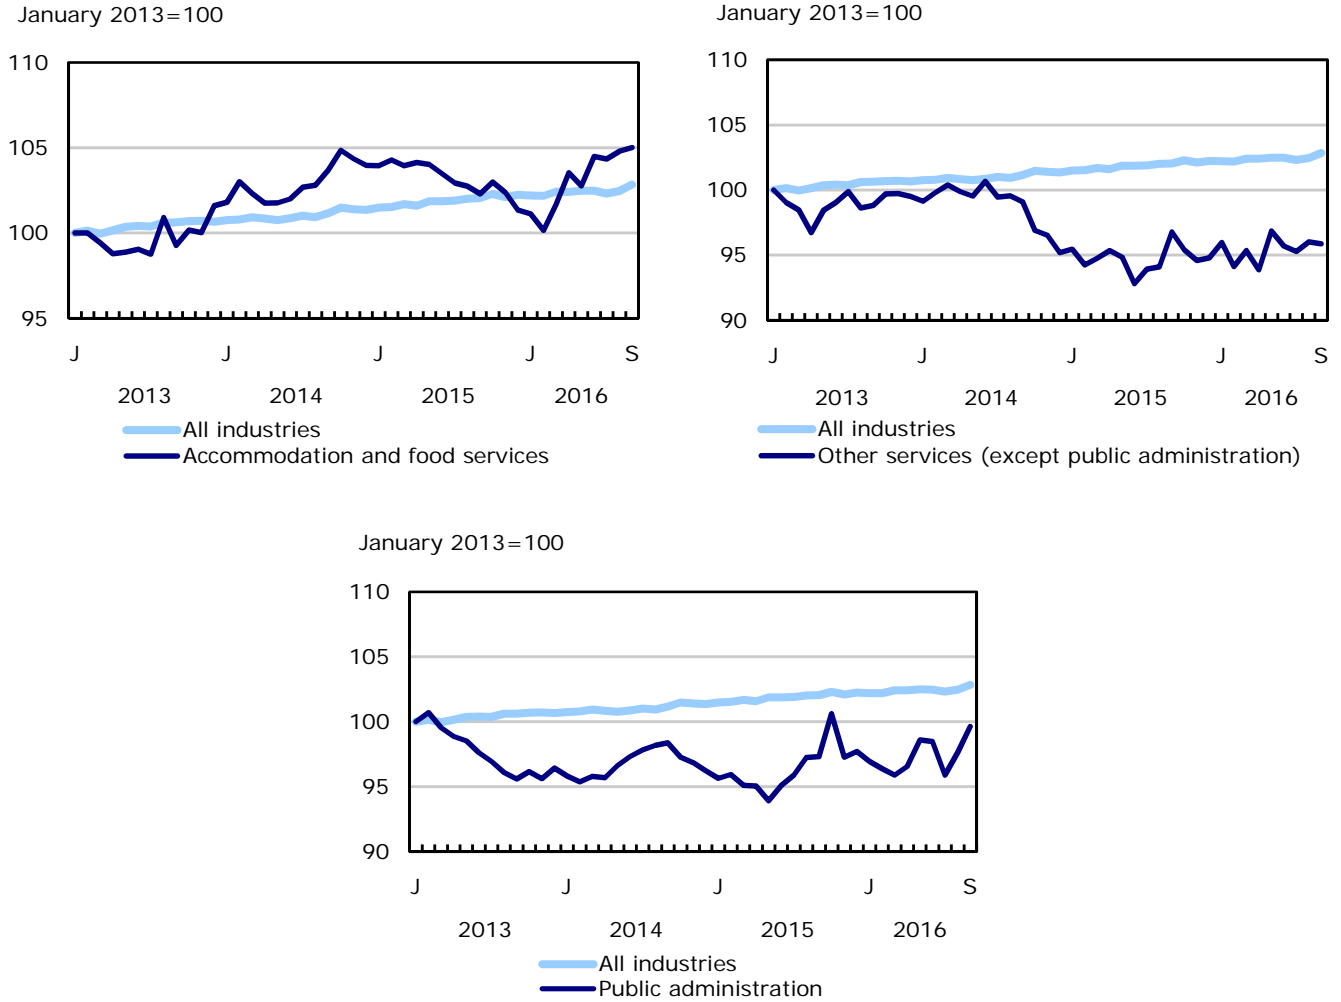 January 2013=100
110
105
100
95
J J J J S
2013 2014 2015 2016
All industries
Accommodation and food services
January 2013=100
110
105
100
95
90
J J J J S
2013 2014 2015 2016
All industries
Other services (except public administration)
January 2013=100
110
105
100
95
90
J J J J S
2013 2014 2015 2016
All industries
Public administration